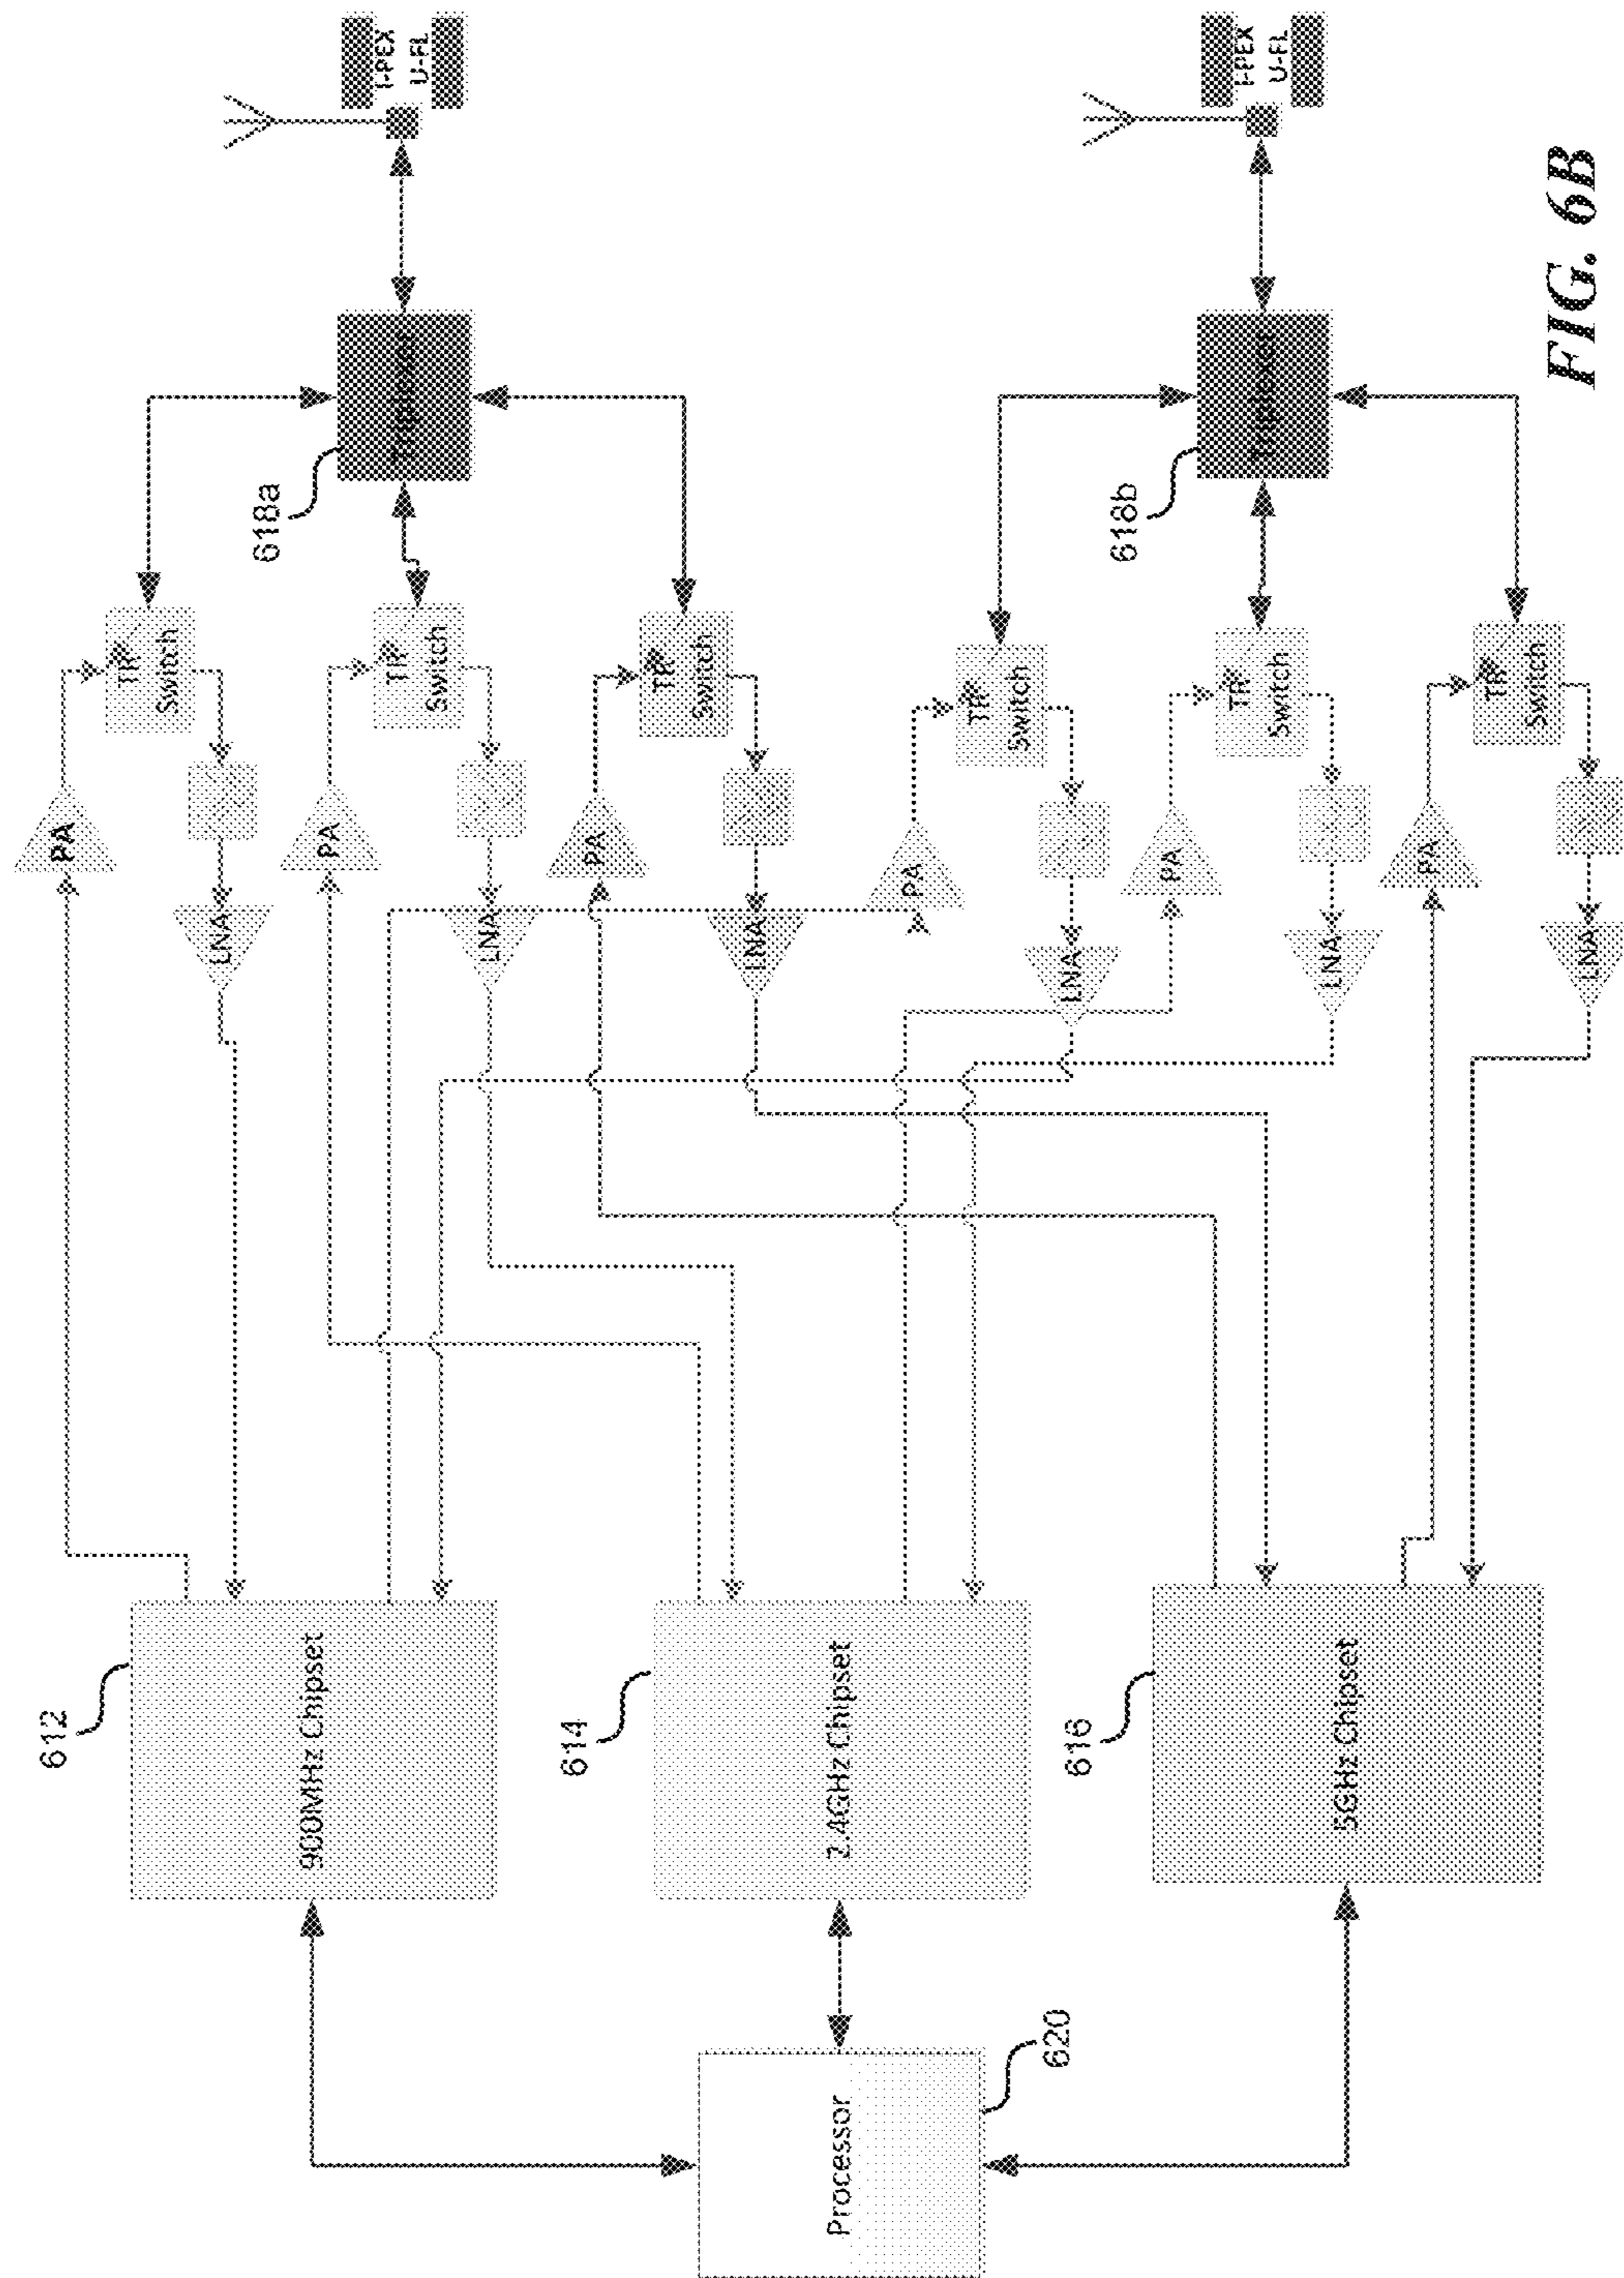 Processor
620
612
900MHz Chipset
614
2.4GHz Chipset
616
5GHz Chipset
PA
LNA
TR
Switch
PA
LNA
TR
Switch
PA
LNA
TR
Switch
618a
Triplexer
I-PEX
U-FL
PA
LNA
TR
Switch
PA
LNA
TR
Switch
PA
LNA
TR
Switch
618b
Triplexer
I-PEX
U-FL
FIG. 6B